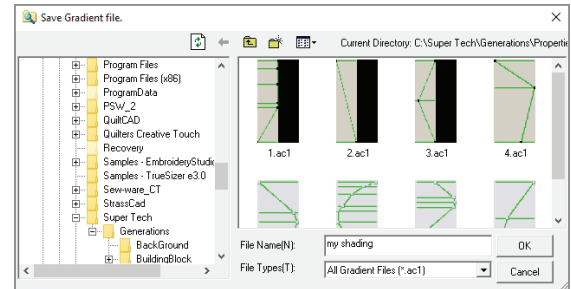 Save Gradient file.
Current Directory: C:\Super Tech\Generations\Propertie
Program Files
Program Files (x86)
ProgramData
PSW_2
QuiltCAD
Quilters Creative Touch
Recovery
Samples - EmbroideryStudio
Samples - TrueSizer e3.0
Sew-ware_CT
StrassCad
Super Tech
Generations
BackGround
BuildingBlock
1.ac1
2.ac1
3.ac1
4.ac1
File Name(N):
my shading
OK
File Types(T):
All Gradient Files (*.ac1)
Cancel